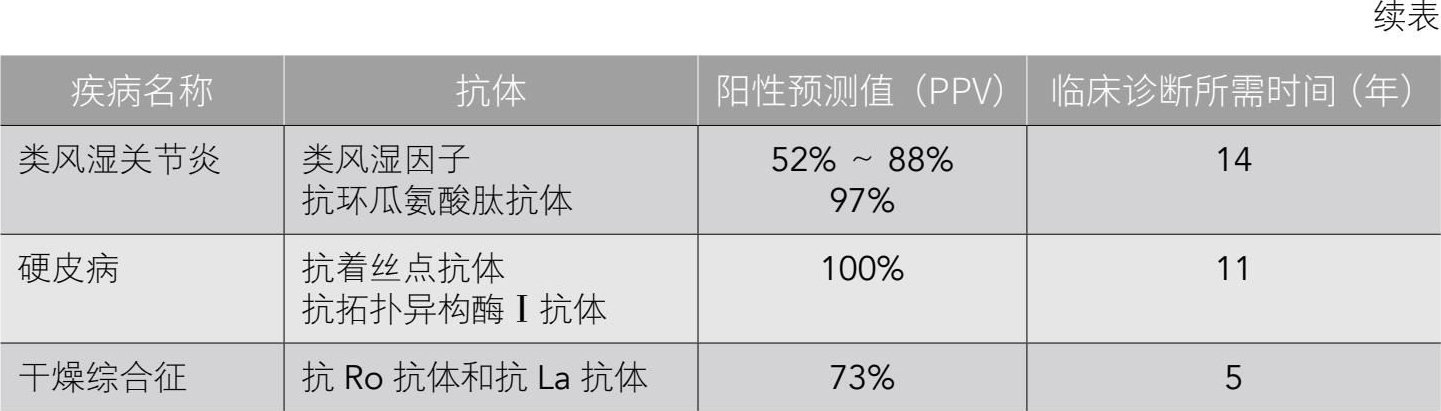 续表
疾病名称 抗体 阳性预测值（PPV） 临床诊断所需时间（年）
类风湿关节炎 类风湿因子 52% ~ 88% 14
抗环瓜氨酸肽抗体 97%
硬皮病 抗着丝点抗体 100% 11
抗拓扑异构酶Ⅰ抗体
干燥综合征 抗 Ro 抗体和抗 La 抗体 73% 5